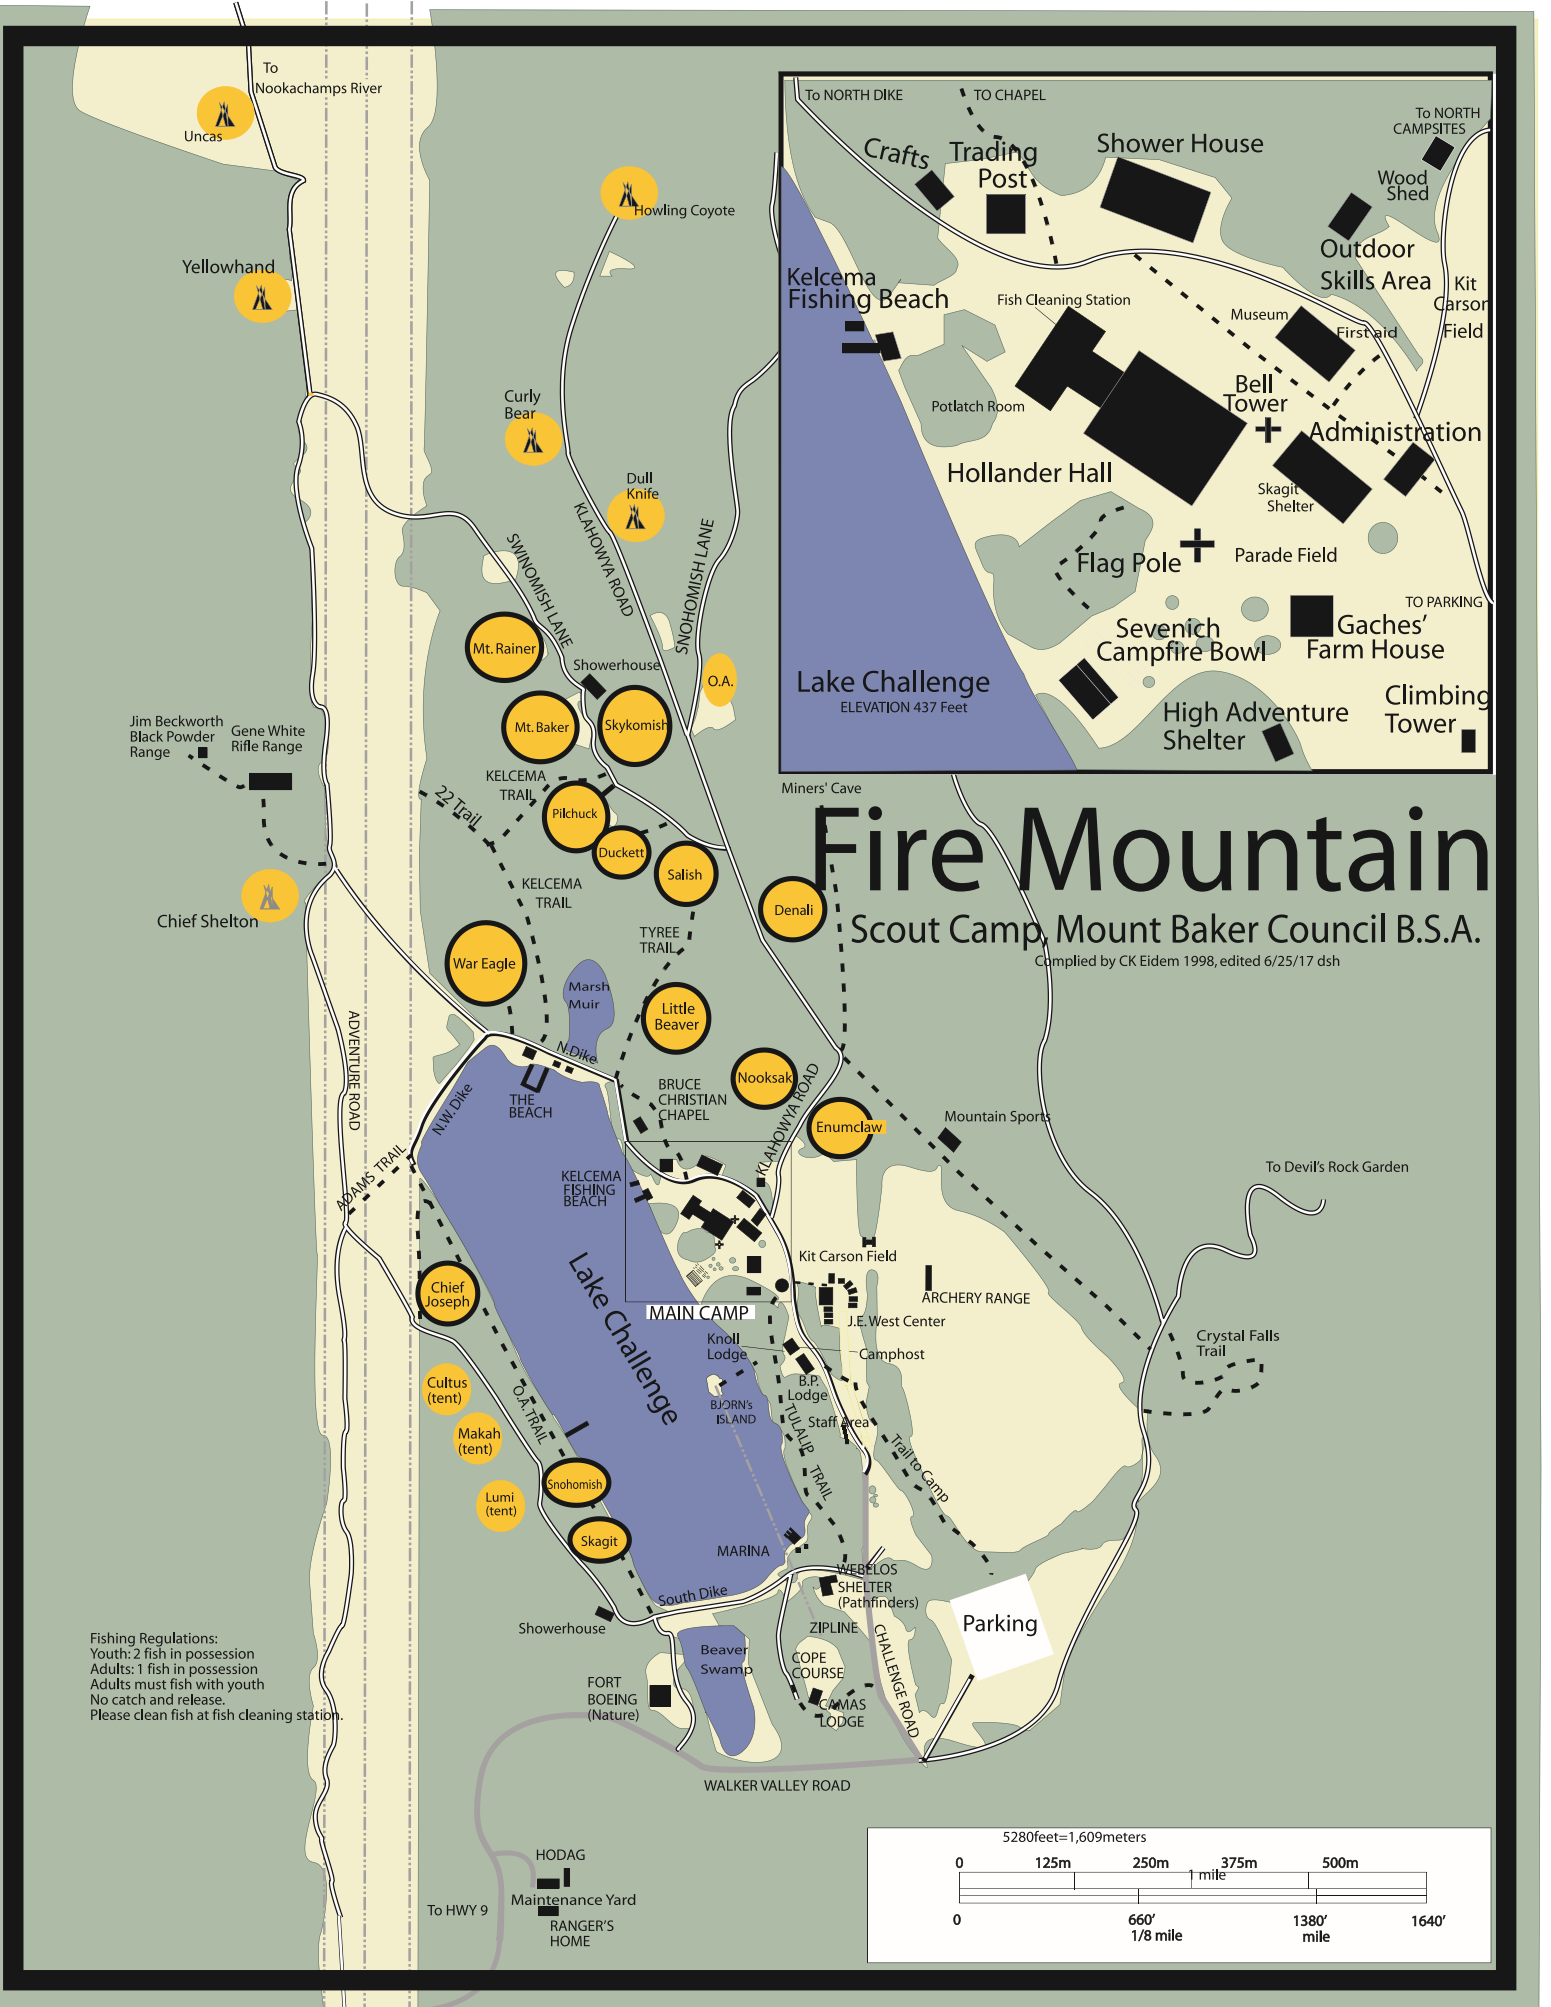 To
Nookachamps River
Uncas
Howling Coyote
Yellowhand
Curly
Bear
Dull
Knife
SWINOMISH LANE
KLAHOWYA ROAD
SNOHOMISH LANE
Mt. Rainer
Showerhouse
O.A.
Mt. Baker
Skykomish
Jim Beckworth
Black Powder
Range
Gene White
Rifle Range
KELCEMA
TRAIL
22 Trail
Pilchuck
Duckett
Salish
KELCEMA
TRAIL
Chief Shelton
Denali
TYREE
TRAIL
War Eagle
Marsh
Muir
Little
Beaver
ADVENTURE ROAD
N.Dike
N.W. Dike
THE
BEACH
BRUCE
CHRISTIAN
CHAPEL
Nooksak
KLAHOWYA ROAD
Enumclaw
Mountain Sports
ADAMS TRAIL
KELCEMA
FISHING
BEACH
To Devil's Rock Garden
Kit Carson Field
Chief
Joseph
Lake Challenge
MAIN CAMP
ARCHERY RANGE
J.E. West Center
Knoll
Lodge
Camphost
Crystal Falls
Trail
B.P.
Lodge
Cultus
(tent)
O.A. TRAIL
BJORN's
ISLAND
TULALIP TRAIL
Staff Area
Makah
(tent)
Trail to Camp
Snohomish
Lumi
(tent)
Skagit
MARINA
WEBELOS
SHELTER
(Pathfinders)
South Dike
Showerhouse
ZIPLINE
Parking
Beaver
Swamp
COPE
COURSE
CHALLENGE ROAD
FORT
BOEING
(Nature)
CAMAS
LODGE
Fishing Regulations:
Youth: 2 fish in possession
Adults: 1 fish in possession
Adults must fish with youth
No catch and release.
Please clean fish at fish cleaning station.
WALKER VALLEY ROAD
HODAG
Maintenance Yard
To HWY 9
RANGER'S
HOME
To NORTH DIKE
TO CHAPEL
To NORTH
CAMPSITES
Crafts
Trading
Post
Shower House
Wood
Shed
Outdoor
Skills Area
Kit
Carson
Field
Kelcema
Fishing Beach
Fish Cleaning Station
Museum
First aid
Potlatch Room
Bell
Tower
Administration
Hollander Hall
Skagit
Shelter
Flag Pole
Parade Field
TO PARKING
Sevenich
Campfire Bowl
Gaches'
Farm House
Lake Challenge
ELEVATION 437 Feet
High Adventure
Shelter
Climbing
Tower
Miners' Cave
Fire Mountain
Scout Camp, Mount Baker Council B.S.A.
Complied by CK Eidem 1998, edited 6/25/17 dsh
5280feet=1,609meters
0 125m 250m 375m 500m
1 mile
0 660' 1380' 1640'
1/8 mile mile